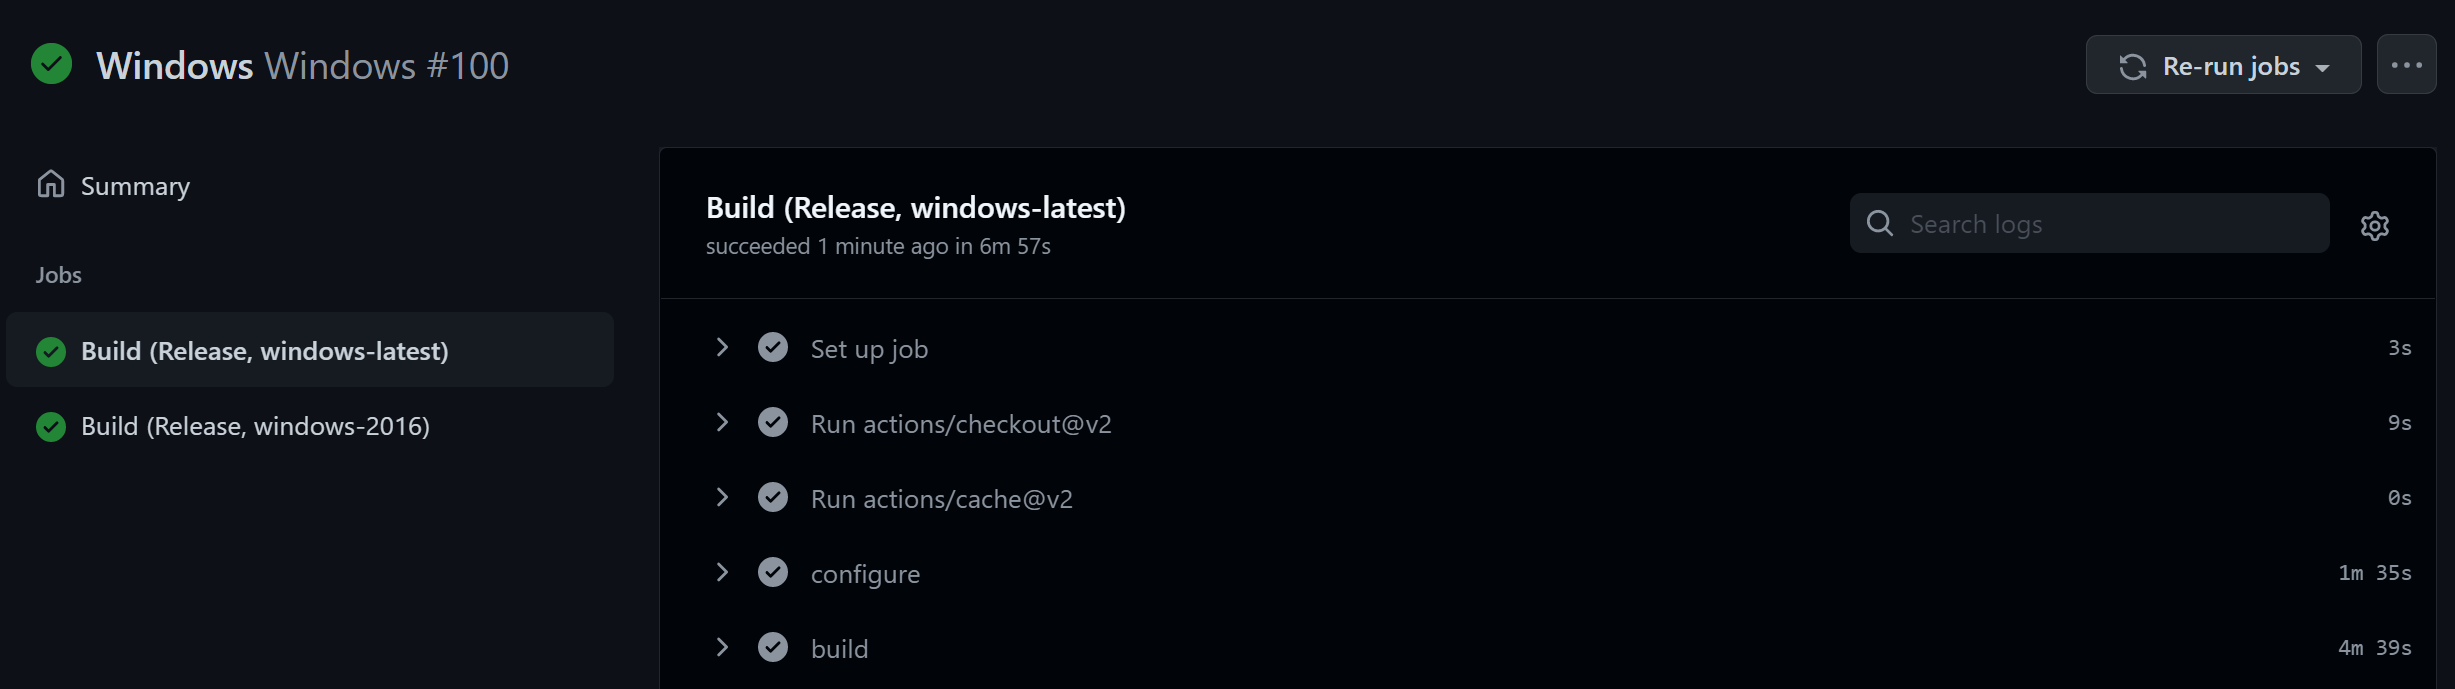 Windows Windows #100
Re-run jobs
Summary
Jobs
Build (Release, windows-latest)
Build (Release, windows-2016)
Build (Release, windows-latest)
succeeded 1 minute ago in 6m 57s
Search logs
Set up job 3s
Run actions/checkout@v2 9s
Run actions/cache@v2 0s
configure 1m 35s
build 4m 39s